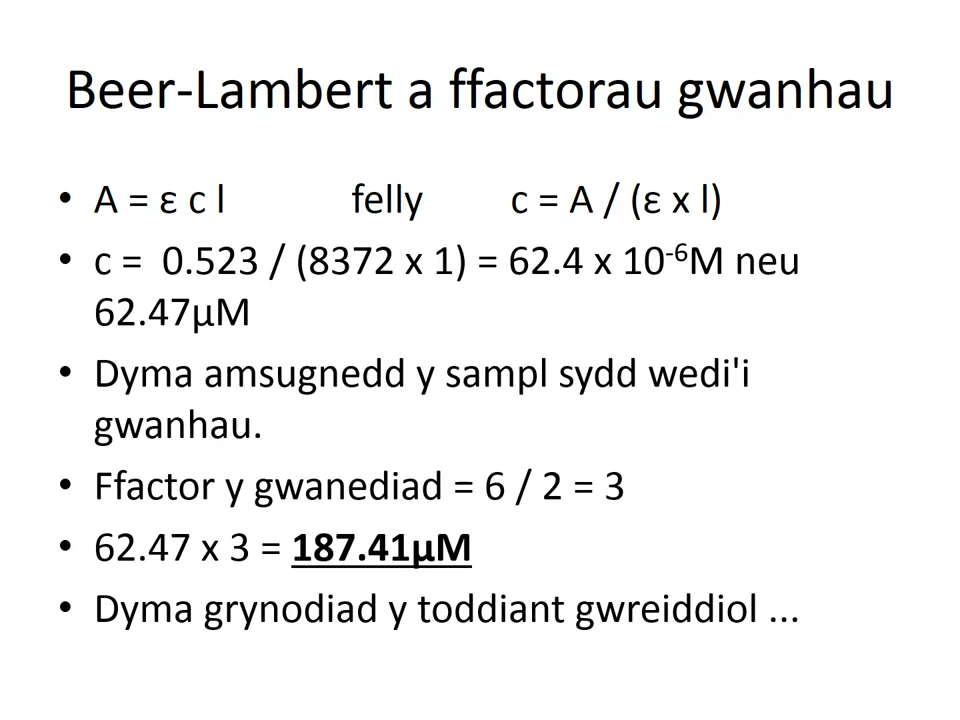 Beer-Lambert a ffactorau gwanhau
• A = ε c l felly c = A / (ε x l)
• c = 0.523 / (8372 x 1) = 62.4 x 10⁻⁶M neu
62.47µM
• Dyma amsugnedd y sampl sydd wedi'i
gwanhau.
• Ffactor y gwanediad = 6 / 2 = 3
• 62.47 x 3 = 187.41µM
• Dyma grynodiad y toddiant gwreiddiol ...